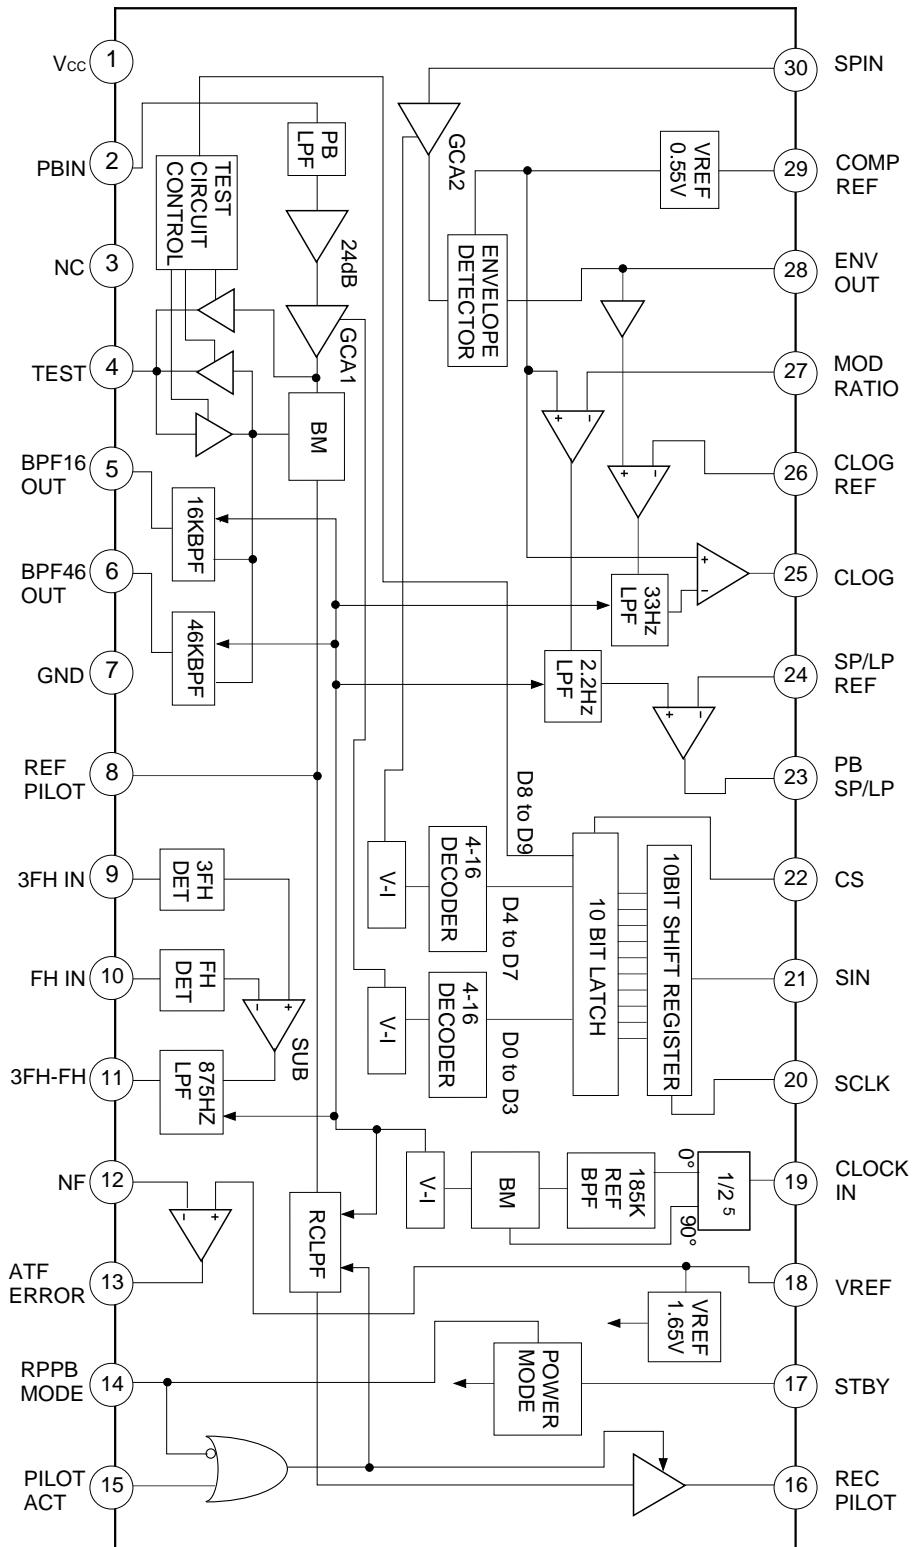 1
Vcc
2
PBIN
3
NC
4
TEST
5
BPF16
OUT
6
BPF46
OUT
7
GND
8
REF
PILOT
9
3FH IN
10
FH IN
11
3FH-FH
12
NF
13
ATF
ERROR
14
RPPB
MODE
15
PILOT
ACT
30
SPIN
29
COMP
REF
28
ENV
OUT
27
MOD
RATIO
26
CLOG
REF
25
CLOG
24
SP/LP
REF
23
PB
SP/LP
22
CS
21
SIN
20
SCLK
19
CLOCK
IN
18
VREF
17
STBY
16
REC
PILOT
PB
LPF
TEST
CIRCUIT
CONTROL
24dB
GCA1
BM
16KBPF
46KBPF
GCA2
VREF
0.55V
ENVELOPE
DETECTOR
+ −
+ −
+
−
33Hz
LPF
2.2Hz
LPF
+ −
D8 to D9
V-I
4-16
DECODER
D4 to D7
V-I
4-16
DECODER
D0 to D3
10 BIT LATCH
10BIT SHIFT REGISTER
3FH
DET
FH
DET
− +
SUB
875HZ
LPF
V-I
BM
185K
REF
BPF
0°
90°
1/2 5
− +
RCLPF
VREF
1.65V
POWER
MODE